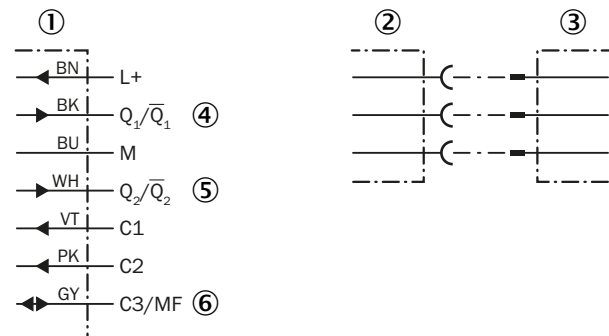 ① ② ③
BN L+
BK Q₁/Q̅₁ ④
BU M
WH Q₂/Q̅₂ ⑤
VT C1
PK C2
GY C3/MF ⑥